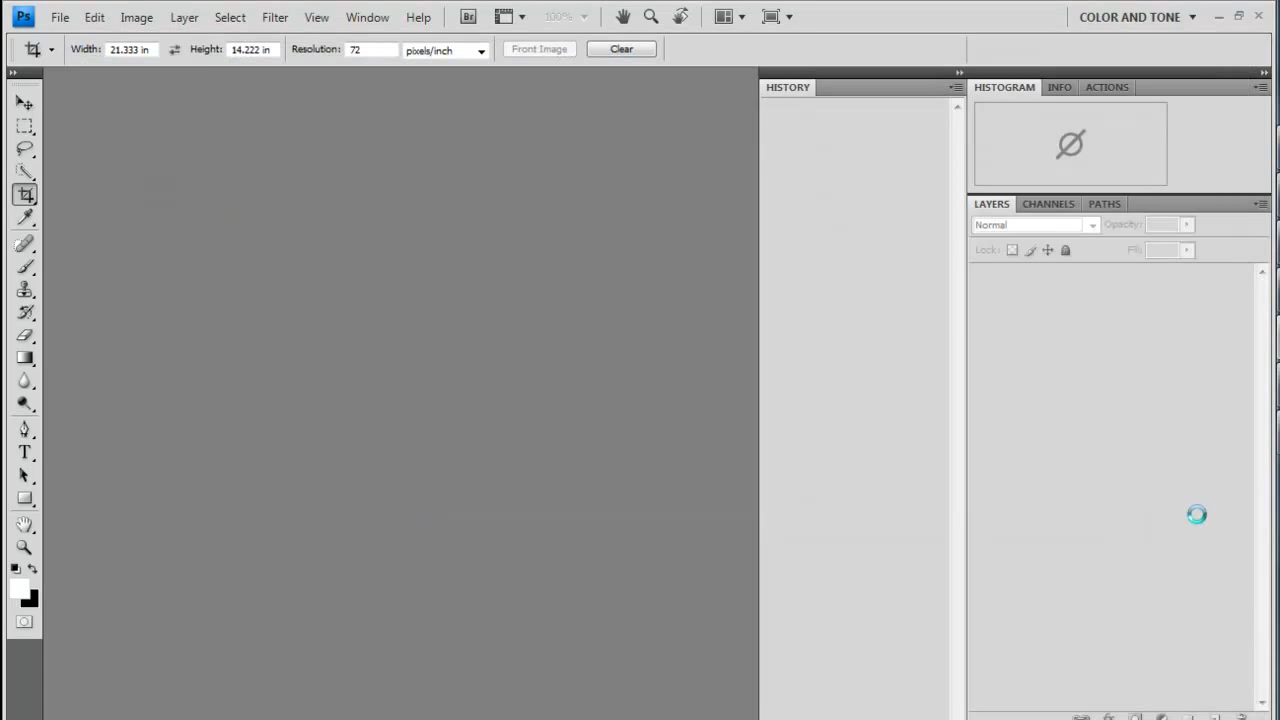 Ps File Edit Image Layer Select Filter View Window Help Br 100% COLOR AND TONE
Width: 21.333 in Height: 14.222 in Resolution: 72 pixels/inch Front Image Clear
HISTORY HISTOGRAM INFO ACTIONS
LAYERS CHANNELS PATHS
Normal Opacity:
Lock: Fill:
T
fx